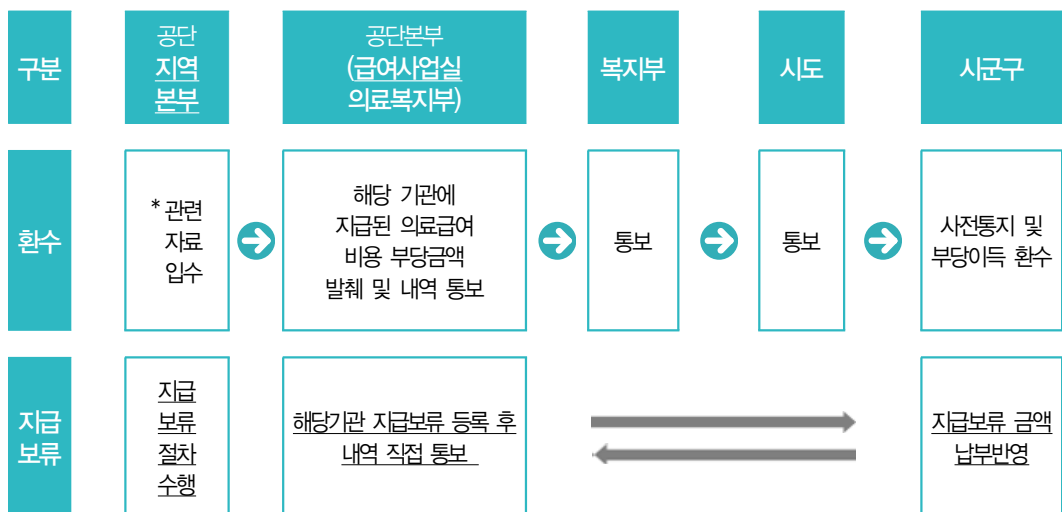 구분
공단
지역
본부
공단본부
(급여사업실
의료복지부)
복지부
시도
시군구
환수
* 관련
자료
입수
해당 기관에
지급된 의료급여
비용 부당금액
발췌 및 내역 통보
통보
통보
사전통지 및
부당이득 환수
지급
보류
지급
보류
절차
수행
해당기관 지급보류 등록 후
내역 직접 통보
지급보류 금액
납부반영